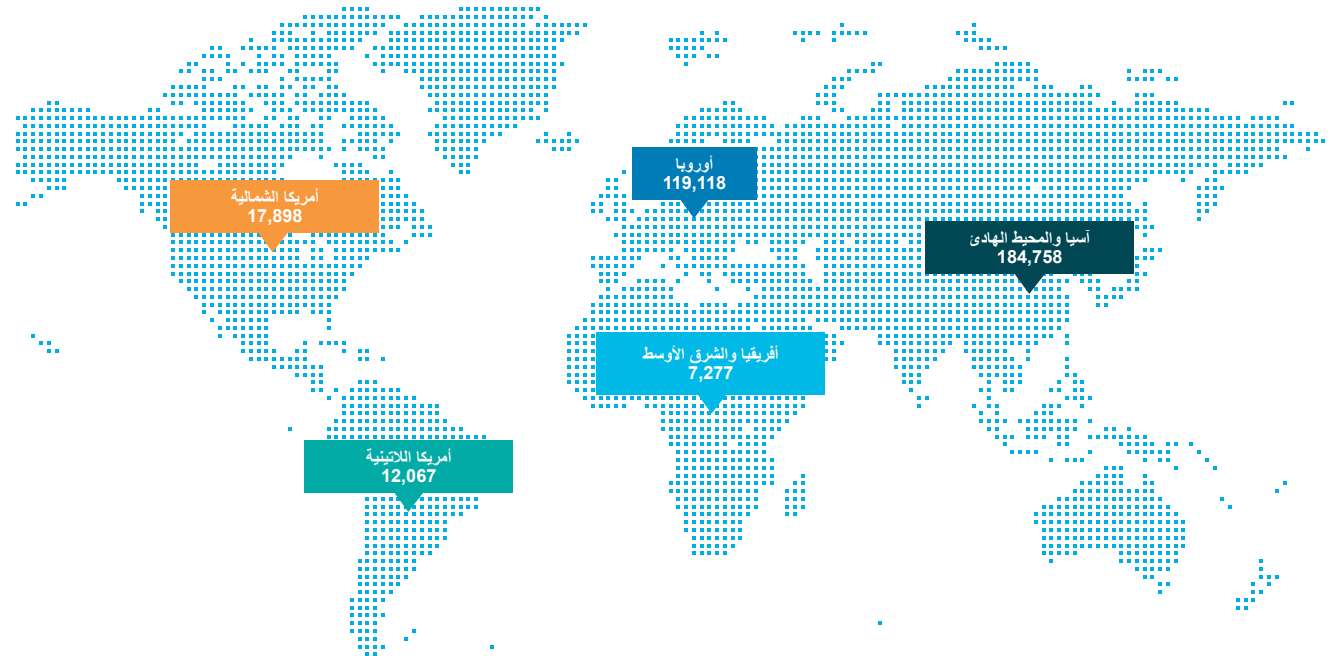 أوروبا
119,118
أمريكا الشمالية
17,898
آسيا والمحيط الهادئ
184,758
أفريقيا والشرق الأوسط
7,277
أمريكا اللاتينية
12,067